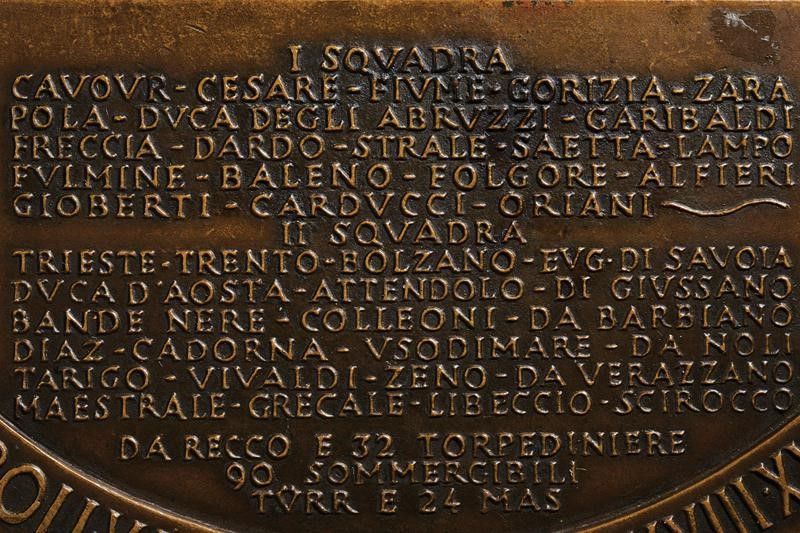 I SQVADRA
CAVOVR - CESARE - FIVME - GORIZIA - ZARA
POLA - DVCA DEGLI ABRVZZI - GARIBALDI
FRECCIA - DARDO - STRALE - SAETTA - LAMPO
FVLMINE - BALENO - FOLGORE - ALFIERI
GIOBERTI - CARDVCCI - ORIANI
II SQVADRA
TRIESTE - TRENTO - BOLZANO - EVG · DI SAVOIA
DVCA D'AOSTA - ATTENDOLO - DI GIVSSANO
BANDE NERE - COLLEONI - DA BARBIANO
DIAZ - CADORNA - VSODIMARE - DA NOLI
TARIGO - VIVALDI - ZENO - DA VERAZZANO
MAESTRALE - GRECALE - LIBECCIO - SCIROCCO
DA RECCO E 32 TORPEDINIERE
90 SOMMERGIBILI
TÜRR E 24 MAS